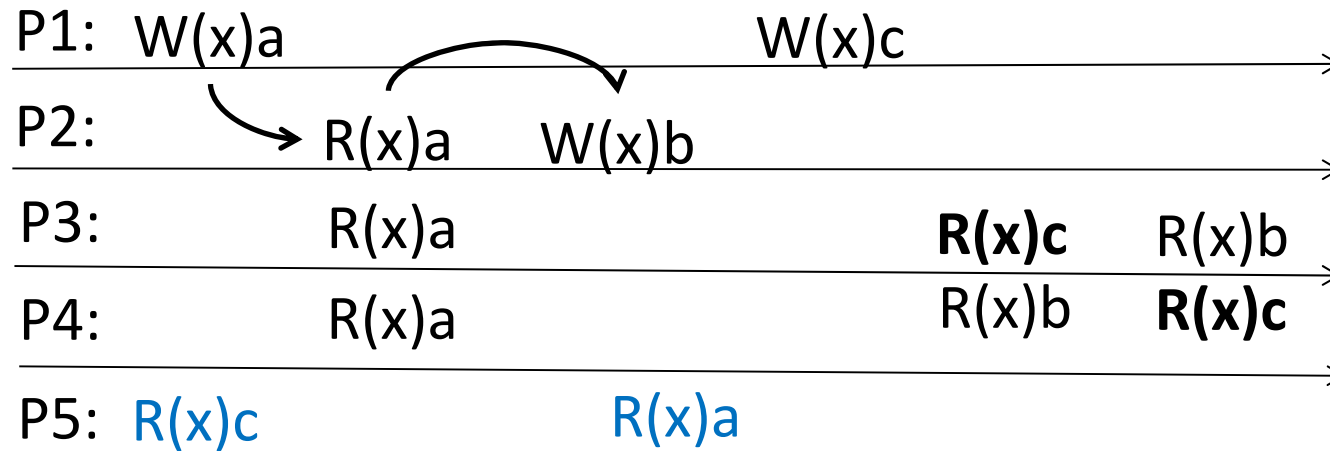 P1: W(x)a W(x)c
P2: R(x)a W(x)b
P3: R(x)a R(x)c R(x)b
P4: R(x)a R(x)b R(x)c
P5: R(x)c R(x)a